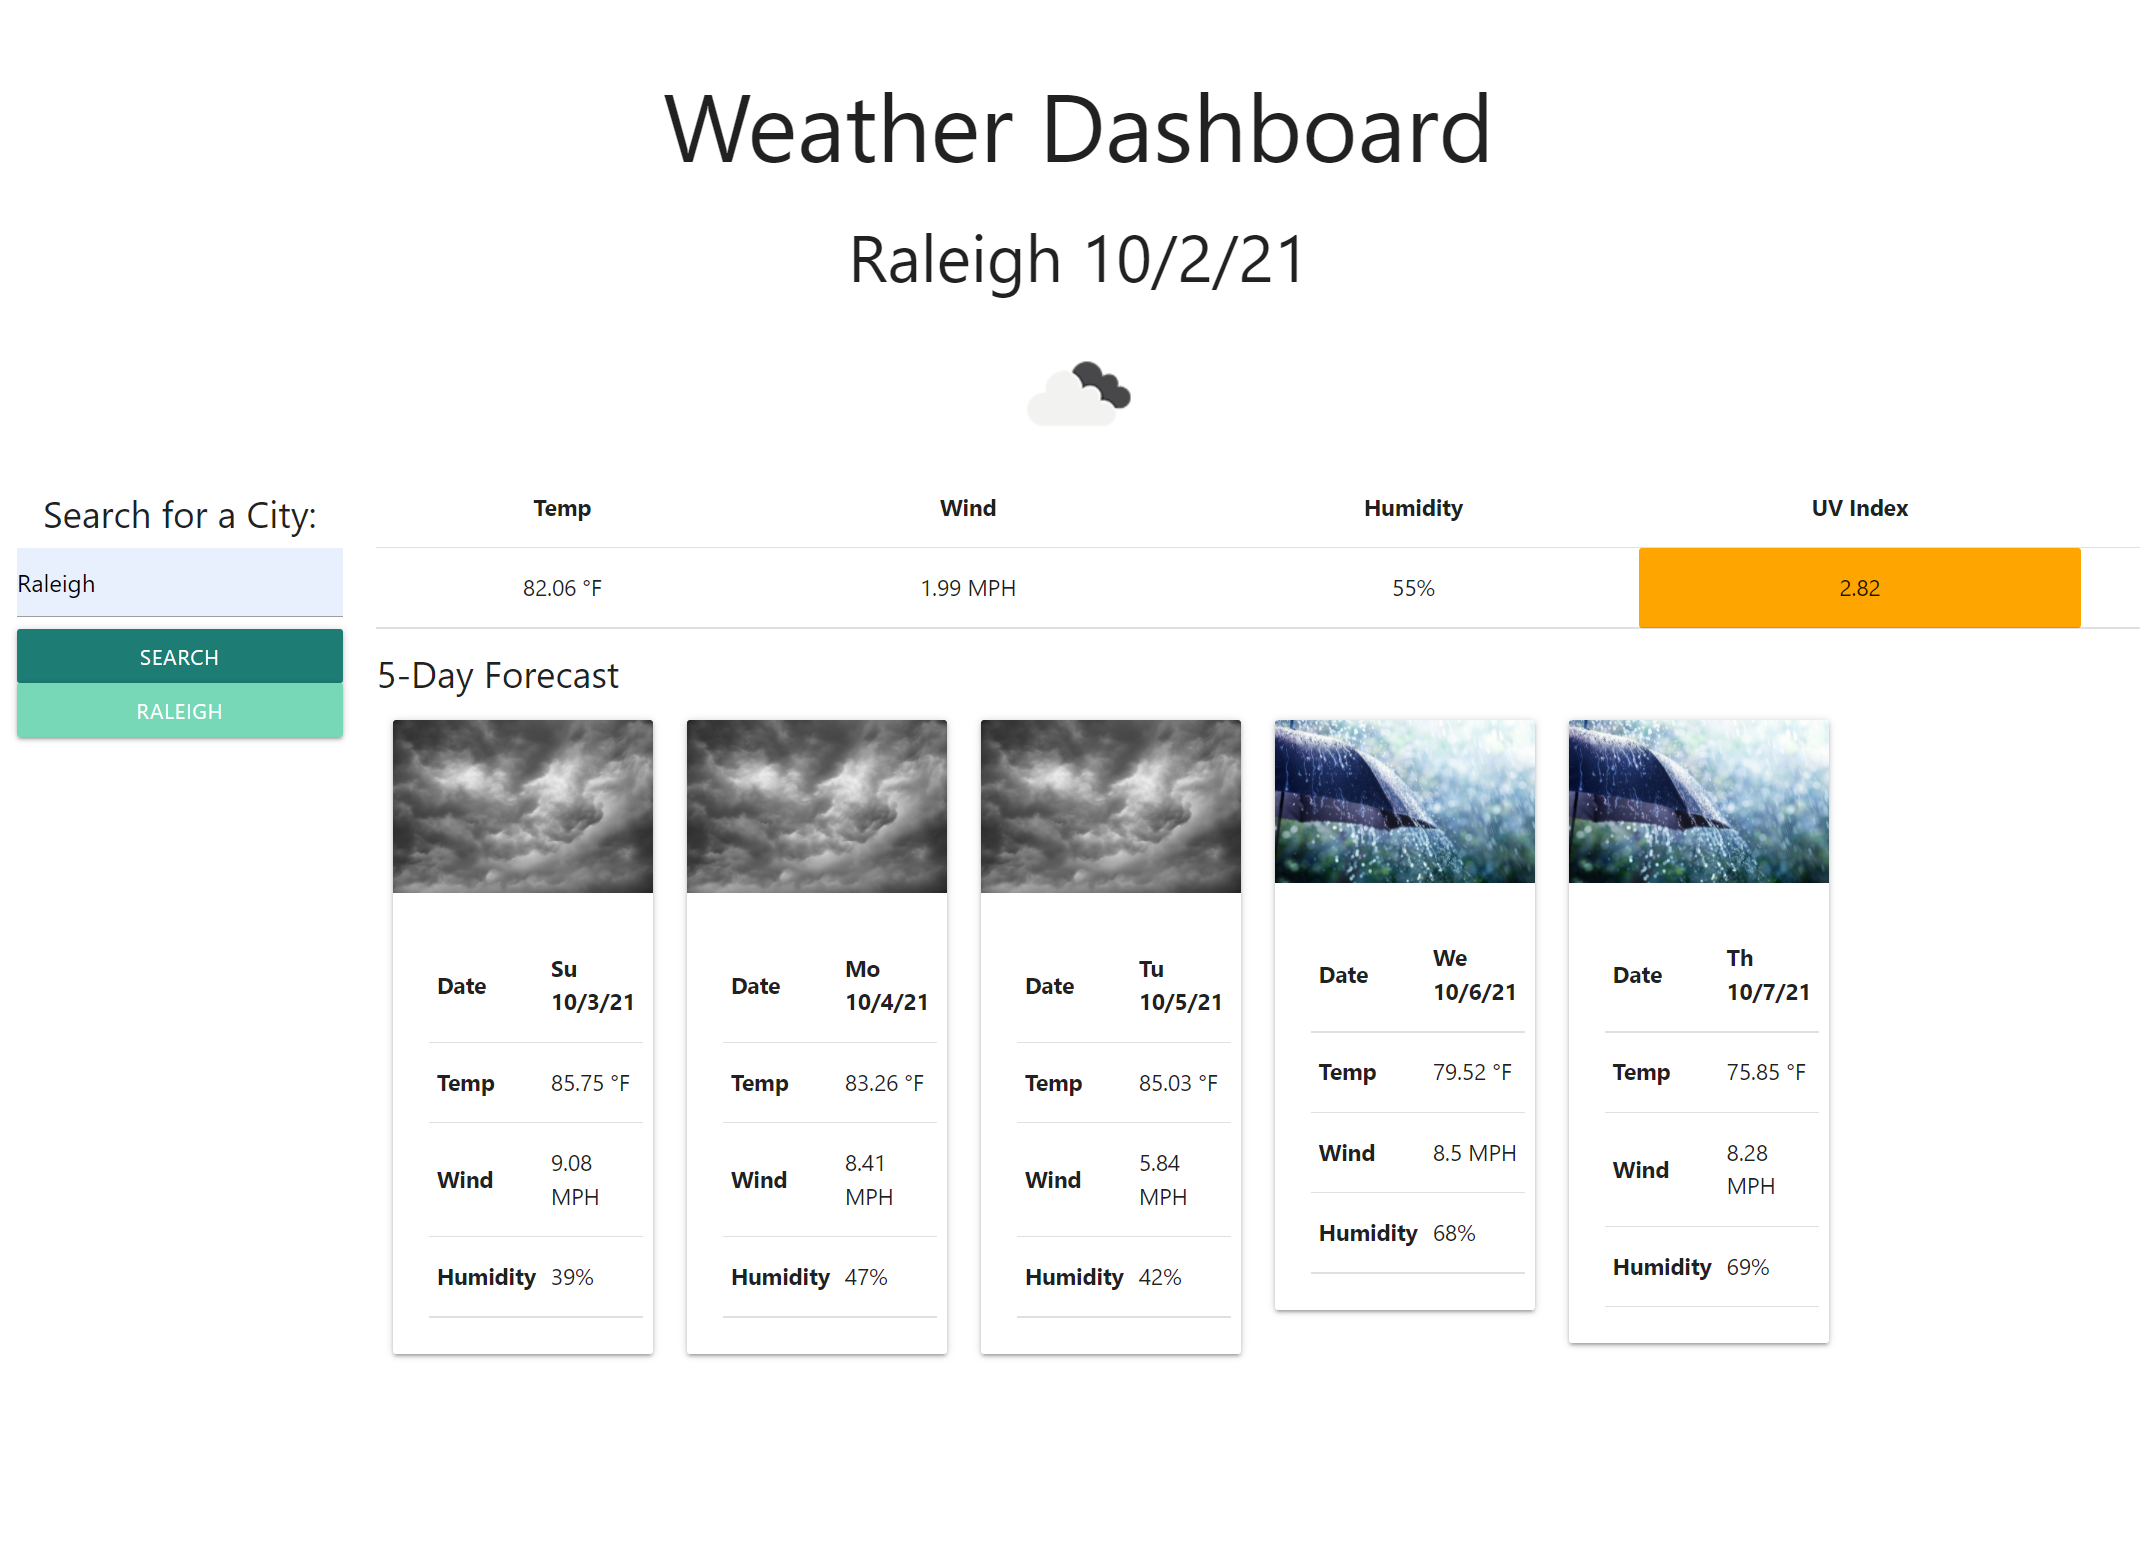 Weather Dashboard
Raleigh 10/2/21
Search for a City:
Raleigh
SEARCH
RALEIGH
Temp Wind Humidity UV Index
82.06 °F 1.99 MPH 55% 2.82
5-Day Forecast
Date Su
10/3/21
Temp 85.75 °F
Wind 9.08
MPH
Humidity 39%
Date Mo
10/4/21
Temp 83.26 °F
Wind 8.41
MPH
Humidity 47%
Date Tu
10/5/21
Temp 85.03 °F
Wind 5.84
MPH
Humidity 42%
Date We
10/6/21
Temp 79.52 °F
Wind 8.5 MPH
Humidity 68%
Date Th
10/7/21
Temp 75.85 °F
Wind 8.28
MPH
Humidity 69%